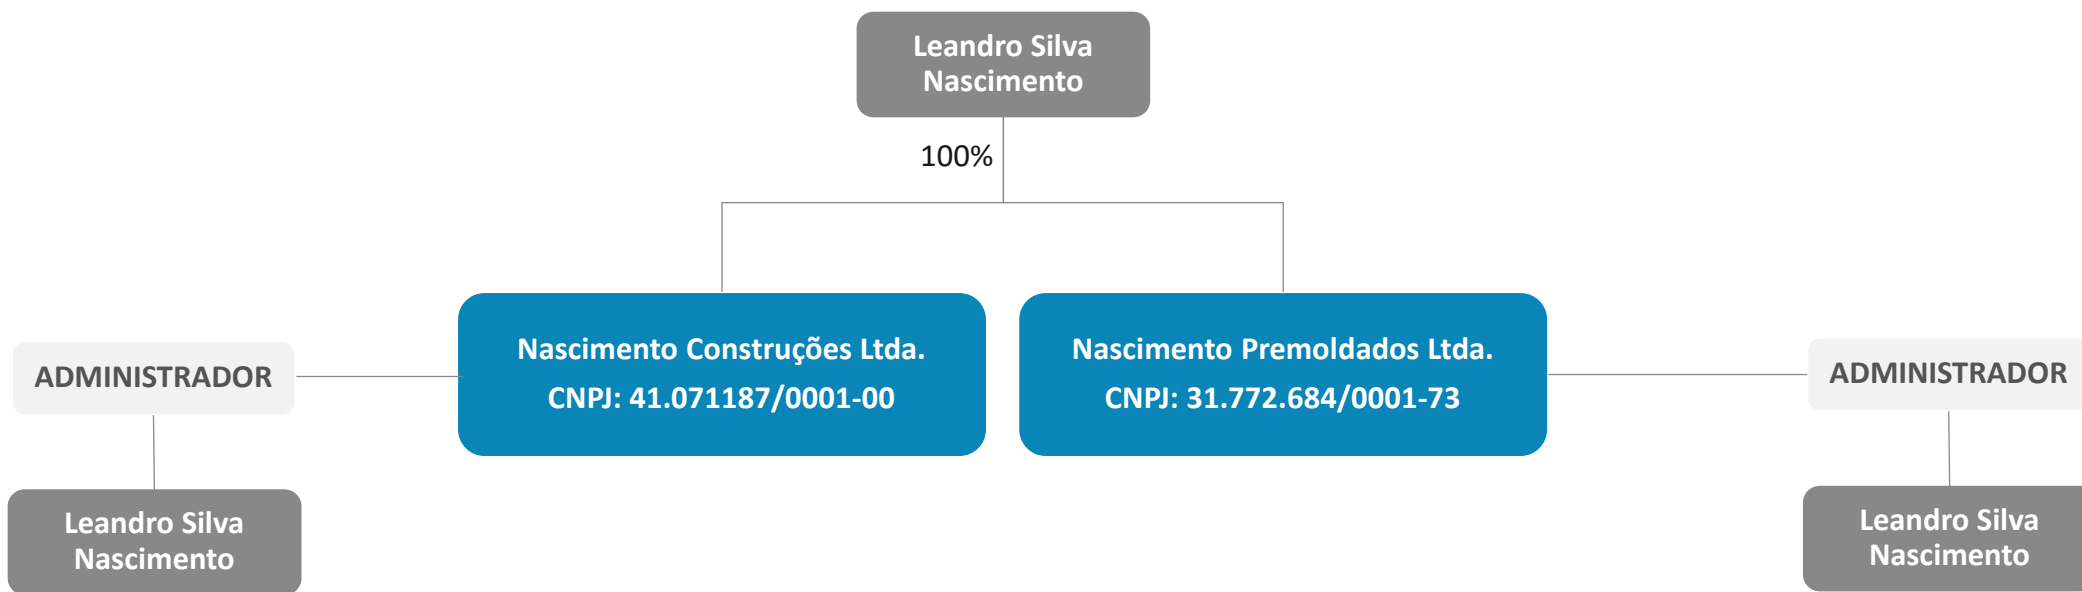 Leandro Silva
Nascimento
100%
Nascimento Construções Ltda.
CNPJ: 41.071187/0001-00
Nascimento Premoldados Ltda.
CNPJ: 31.772.684/0001-73
ADMINISTRADOR
ADMINISTRADOR
Leandro Silva
Nascimento
Leandro Silva
Nascimento